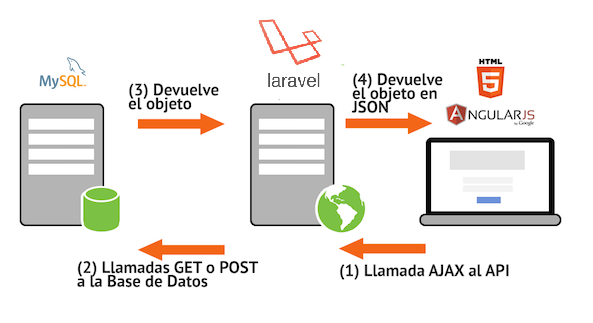 MySQL
(3) Devuelve
el objeto
laravel
(4) Devuelve
el objeto en
JSON
HTML
5
ANGULARJS
by Google
(2) Llamadas GET o POST
a la Base de Datos
(1) Llamada AJAX al API